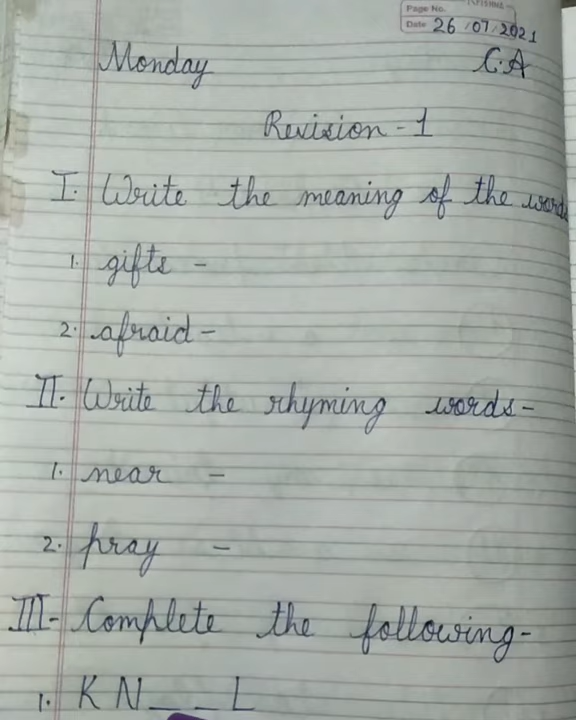 Page No.
Date 26/07/2021
Monday C.A
Revision - 1
I. Write the meaning of the words
1. gifts -
2. afraid -
II. Write the rhyming words -
1. near -
2. pray -
III - Complete the following -
1. K N _ _ L